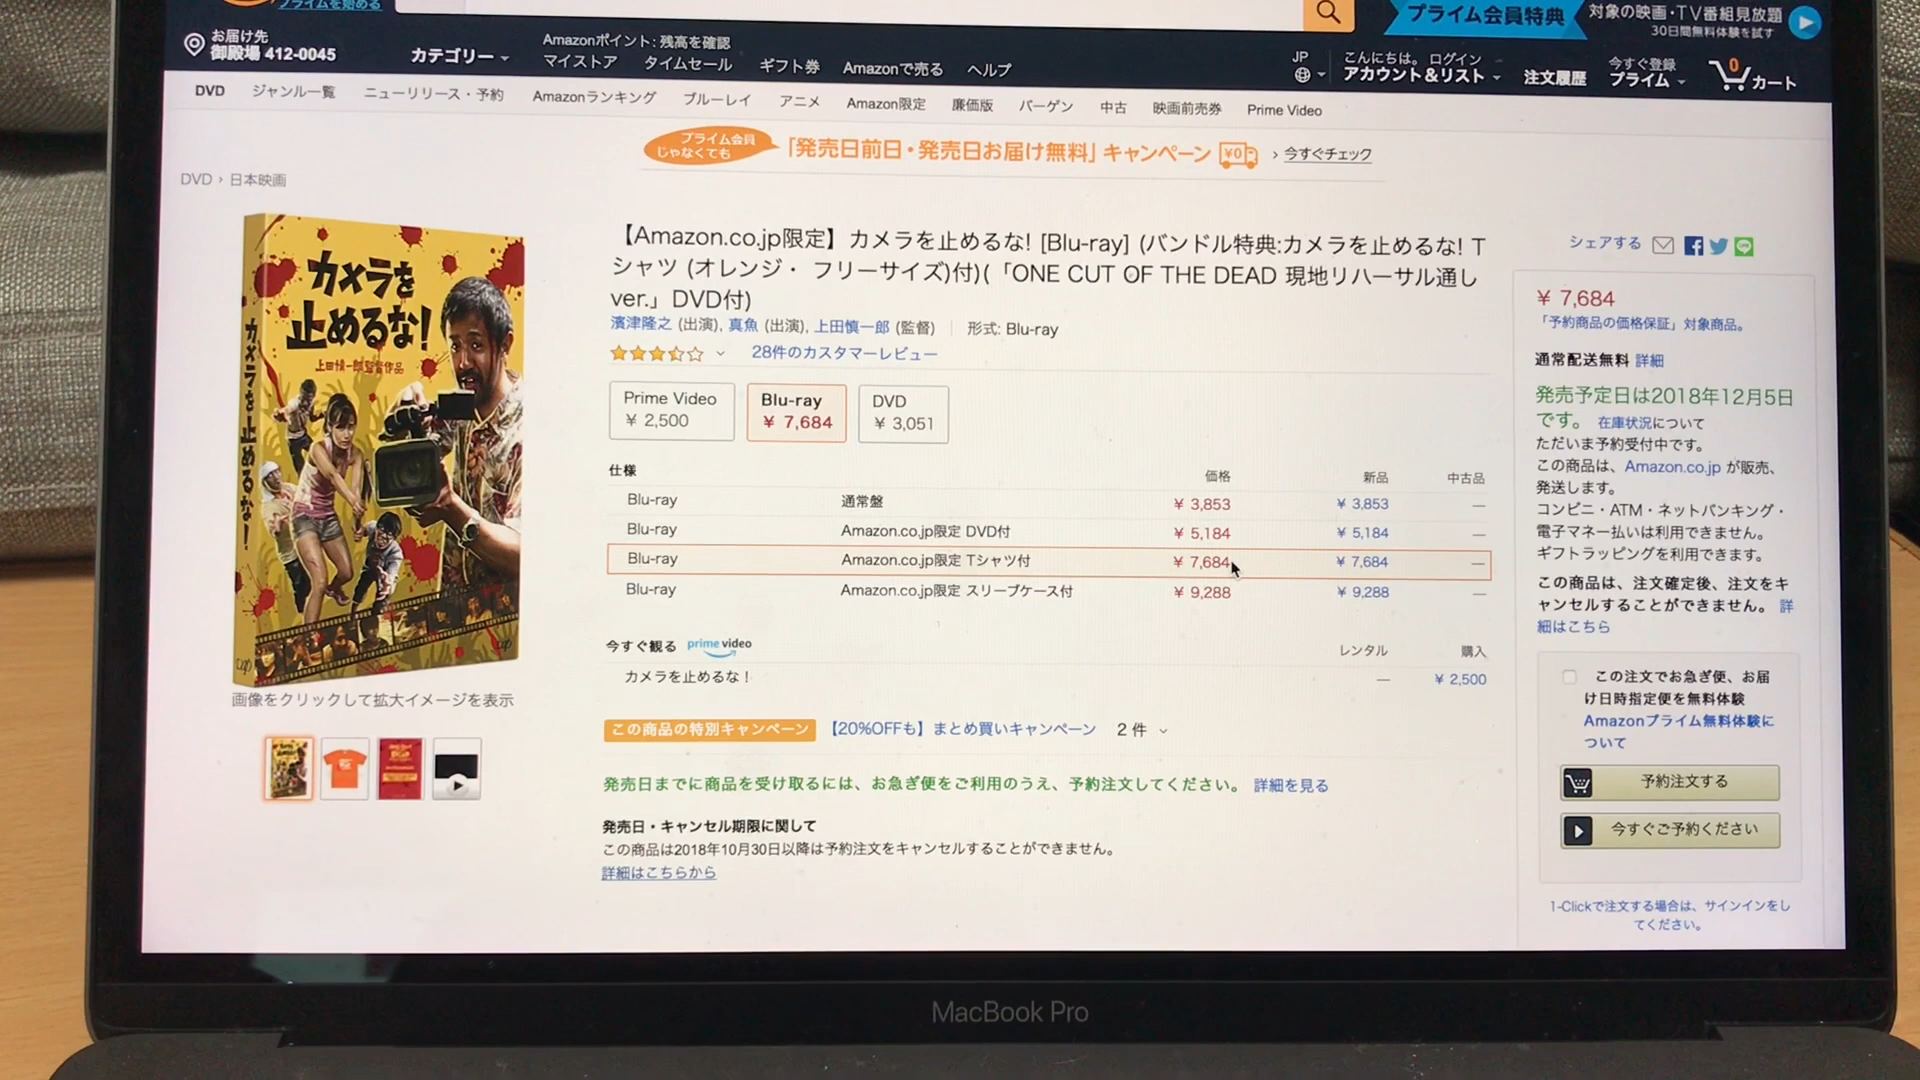 プライムを始める
プライム会員特典
対象の映画・TV番組見放題
30日間無料体験を試す
お届け先
御殿場 412-0045
カテゴリー
Amazonポイント: 残高を確認
マイストア タイムセール ギフト券 Amazonで売る ヘルプ
JP
こんにちは。ログイン
アカウント&リスト
注文履歴
今すぐ登録
プライム
0
カート
DVD ジャンル一覧 ニューリリース・予約 Amazonランキング ブルーレイ アニメ Amazon限定 廉価版 バーゲン 中古 映画前売券 Prime Video
プライム会員
じゃなくても
「発売日前日・発売日お届け無料」キャンペーン ¥0 › 今すぐチェック
DVD › 日本映画
カメラを
止めるな!
上田慎一郎監督作品
カメラを止めるな!
画像をクリックして拡大イメージを表示
【Amazon.co.jp限定】カメラを止めるな! [Blu-ray] (バンドル特典:カメラを止めるな! T
シャツ (オレンジ・ フリーサイズ)付)(「ONE CUT OF THE DEAD 現地リハーサル通し
ver.」DVD付)
濱津隆之 (出演), 真魚 (出演), 上田慎一郎 (監督) 形式: Blu-ray
28件のカスタマーレビュー
Prime Video
¥ 2,500
Blu-ray
¥ 7,684
DVD
¥ 3,051
仕様 価格 新品 中古品
Blu-ray 通常盤 ¥ 3,853 ¥ 3,853 —
Blu-ray Amazon.co.jp限定 DVD付 ¥ 5,184 ¥ 5,184 —
Blu-ray Amazon.co.jp限定 Tシャツ付 ¥ 7,684 ¥ 7,684 —
Blu-ray Amazon.co.jp限定 スリーブケース付 ¥ 9,288 ¥ 9,288 —
今すぐ観る prime video レンタル 購入
カメラを止めるな! — ¥ 2,500
この商品の特別キャンペーン 【20%OFFも】まとめ買いキャンペーン 2 件
発売日までに商品を受け取るには、お急ぎ便をご利用のうえ、予約注文してください。 詳細を見る
発売日・キャンセル期限に関して
この商品は2018年10月30日以降は予約注文をキャンセルすることができません。
詳細はこちらから
シェアする
¥ 7,684
「予約商品の価格保証」対象商品。
通常配送無料 詳細
発売予定日は2018年12月5日
です。 在庫状況について
ただいま予約受付中です。
この商品は、Amazon.co.jp が販売、
発送します。
コンビニ・ATM・ネットバンキング・
電子マネー払いは利用できません。
ギフトラッピングを利用できます。
この商品は、注文確定後、注文をキ
ャンセルすることができません。 詳
細はこちら
この注文でお急ぎ便、お届
け日時指定便を無料体験
Amazonプライム無料体験に
ついて
予約注文する
今すぐご予約ください
1-Clickで注文する場合は、サインインをし
てください。
MacBook Pro